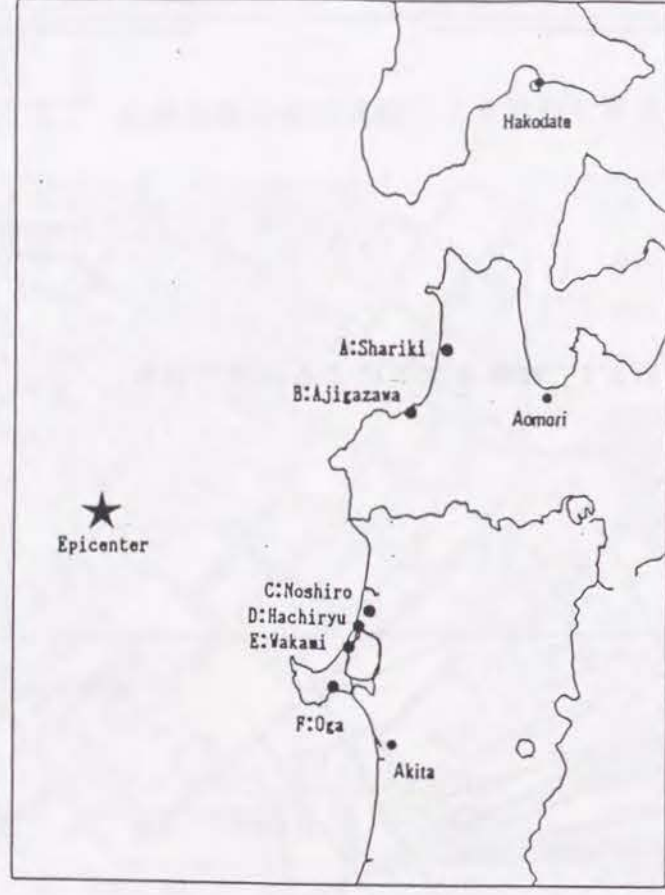 Hakodate
A:Shariki
B:Ajigazawa
Aomori
Epicenter
C:Noshiro
D:Hachiryu
E:Wakami
F:Oga
Akita